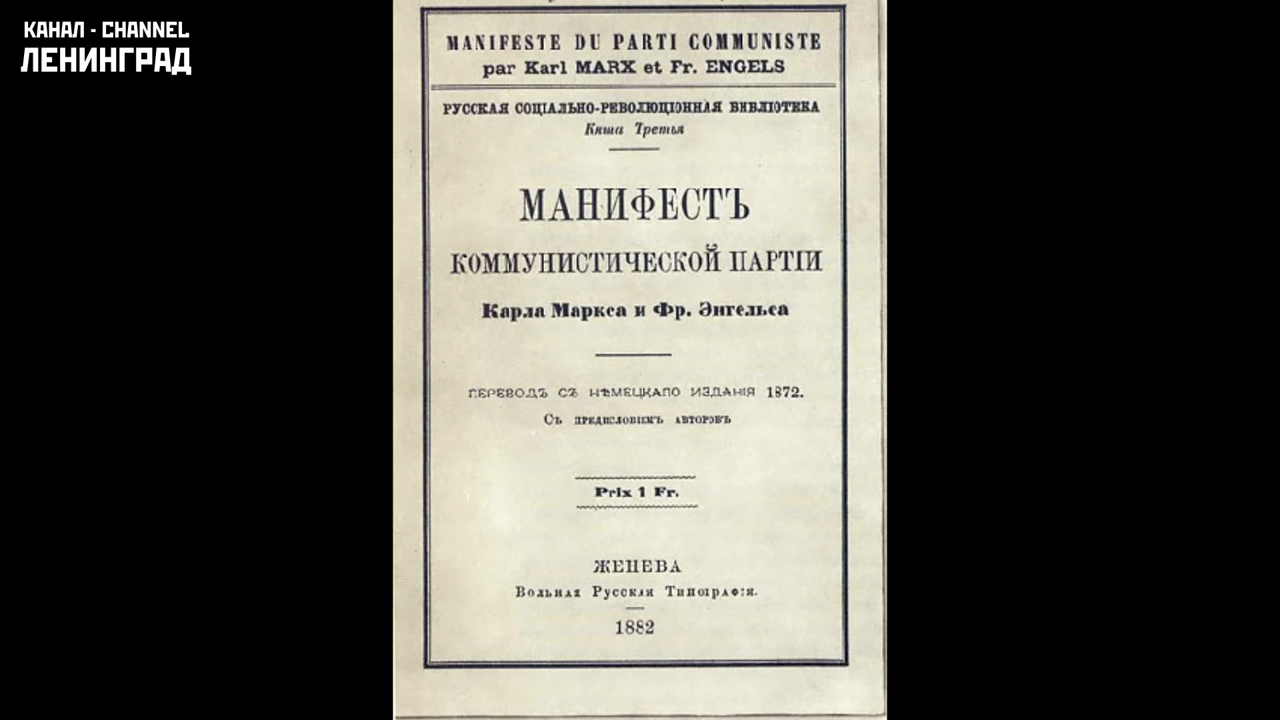 КАНАЛ - CHANNEL
ЛЕНИНГРАД
MANIFESTE DU PARTI COMMUNISTE
par Karl MARX et Fr. ENGELS
РУССКАЯ СОЦІАЛЬНО-РЕВОЛЮЦІОННАЯ БИБЛІОТЕКА
Книга Третья
МАНИФЕСТЪ
КОММУНИСТИЧЕСКОЙ ПАРТІИ
Карла Маркса и Фр. Энгельса
ПЕРЕВОДЪ СЪ НѢМЕЦКАГО ИЗДАНІЯ 1872.
Съ ПРЕДИСЛОВІЕМЪ АВТОРОВЪ
Prix 1 Fr.
ЖЕНЕВА
Вольная Русская Типографія.
1882